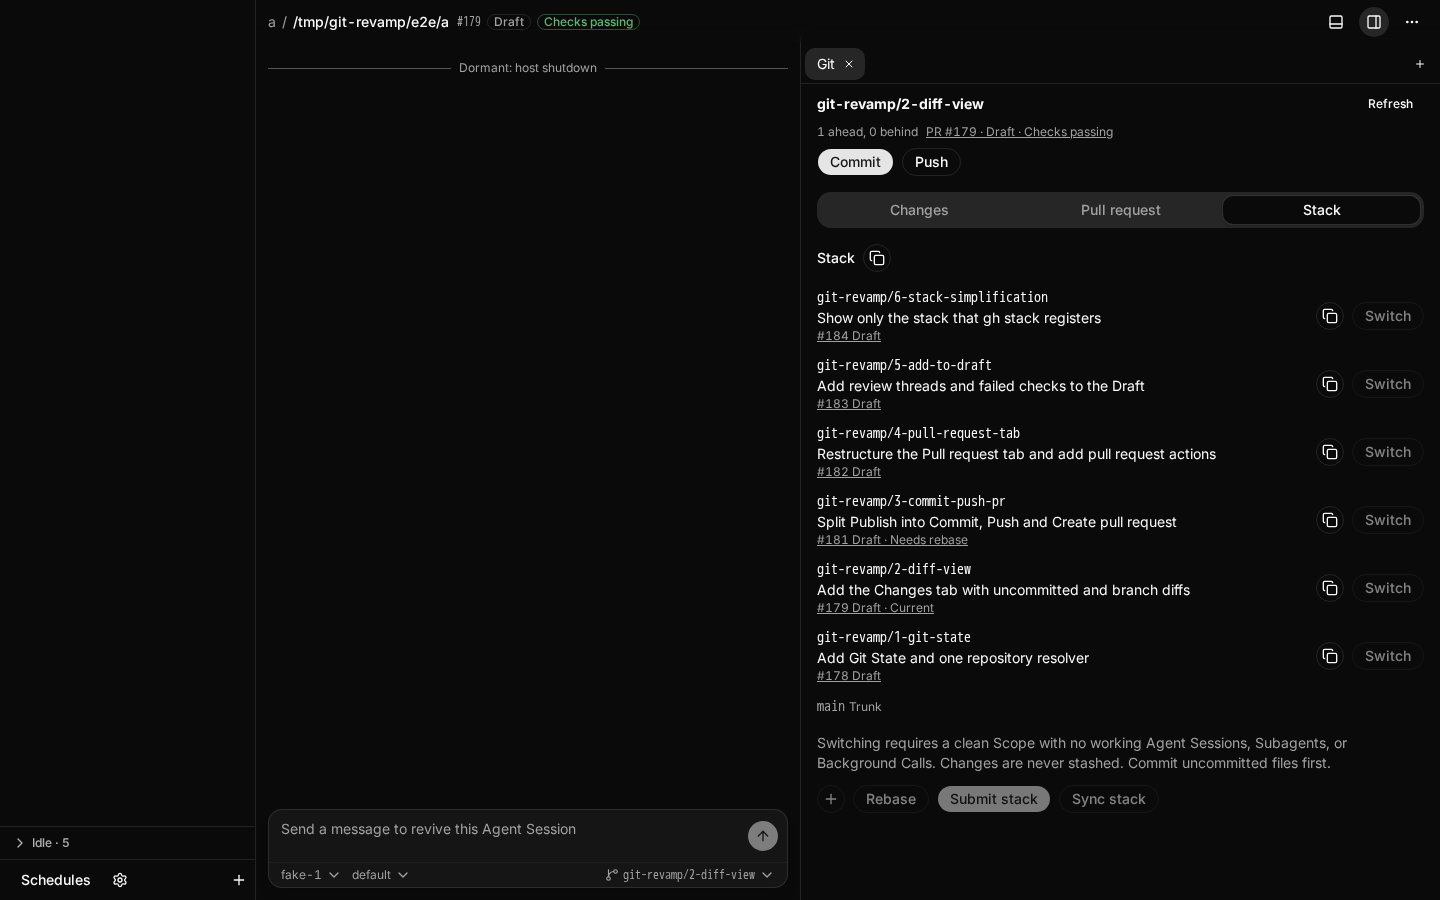 a / /tmp/git-revamp/e2e/a #179 Draft Checks passing
Dormant: host shutdown
Git
git-revamp/2-diff-view Refresh
1 ahead, 0 behind PR #179 · Draft · Checks passing
Commit Push
Changes Pull request Stack
Stack
git-revamp/6-stack-simplification
Show only the stack that gh stack registers
#184 Draft
Switch
git-revamp/5-add-to-draft
Add review threads and failed checks to the Draft
#183 Draft
Switch
git-revamp/4-pull-request-tab
Restructure the Pull request tab and add pull request actions
#182 Draft
Switch
git-revamp/3-commit-push-pr
Split Publish into Commit, Push and Create pull request
#181 Draft · Needs rebase
Switch
git-revamp/2-diff-view
Add the Changes tab with uncommitted and branch diffs
#179 Draft · Current
Switch
git-revamp/1-git-state
Add Git State and one repository resolver
#178 Draft
Switch
main Trunk
Switching requires a clean Scope with no working Agent Sessions, Subagents, or
Background Calls. Changes are never stashed. Commit uncommitted files first.
Rebase Submit stack Sync stack
Send a message to revive this Agent Session
fake-1 default git-revamp/2-diff-view
Idle · 5
Schedules